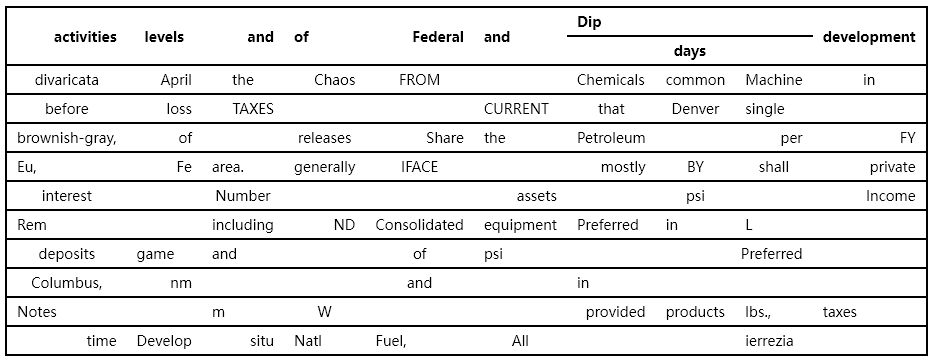 activities levels and of Federal and Dip development
days
divaricata April the Chaos FROM Chemicals common Machine in
before loss TAXES CURRENT that Denver single
brownish-gray, of releases Share the Petroleum per FY
Eu, Fe area. generally IFACE mostly BY shall private
interest Number assets psi Income
Rem including ND Consolidated equipment Preferred in L
deposits game and of psi Preferred
Columbus, nm and in
Notes m W provided products lbs., taxes
time Develop situ Natl Fuel, All ierrezia